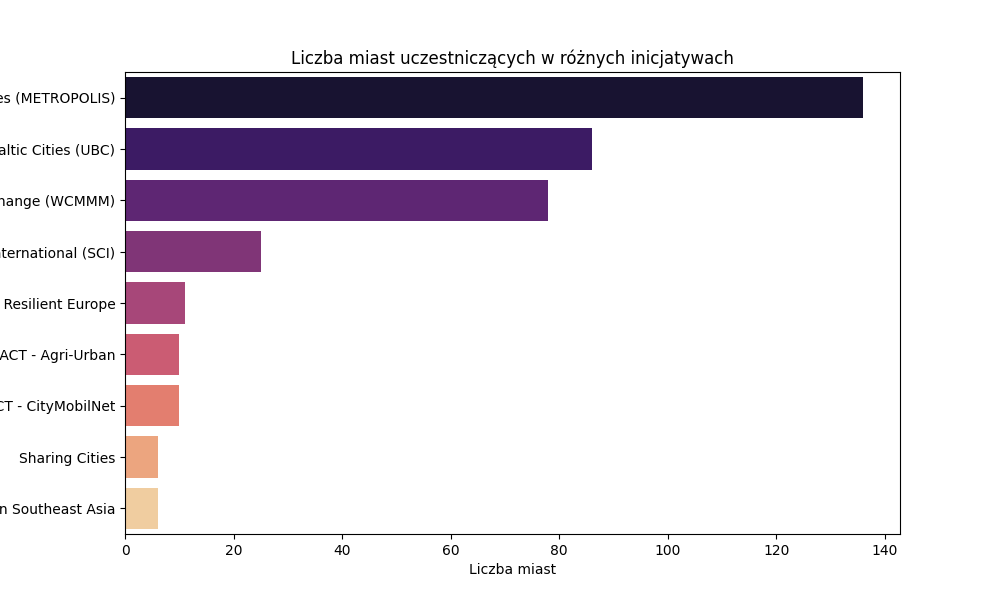 Liczba miast uczestniczących w różnych inicjatywach
es (METROPOLIS)
altic Cities (UBC)
hange (WCMMM)
nternational (SCI)
Resilient Europe
ACT - Agri-Urban
CT - CityMobilNet
Sharing Cities
n Southeast Asia
0 20 40 60 80 100 120 140
Liczba miast